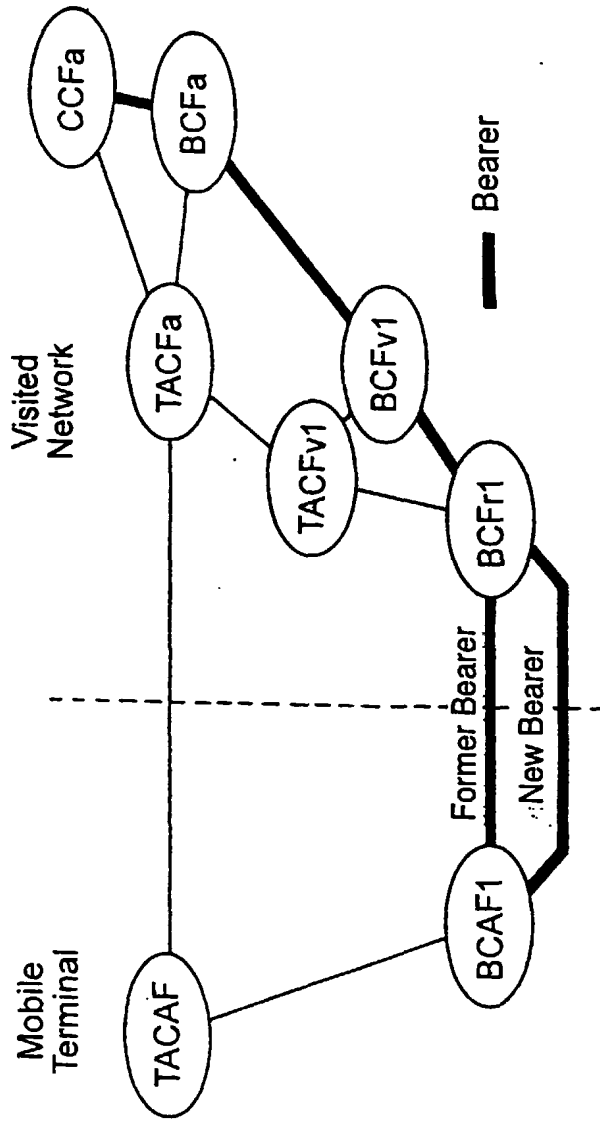 Mobile
Terminal
Visited
Network
TACAF
TACFa
CCFa
BCFa
TACFv1
BCFv1
BCAF1
BCFr1
Former Bearer
New Bearer
Bearer